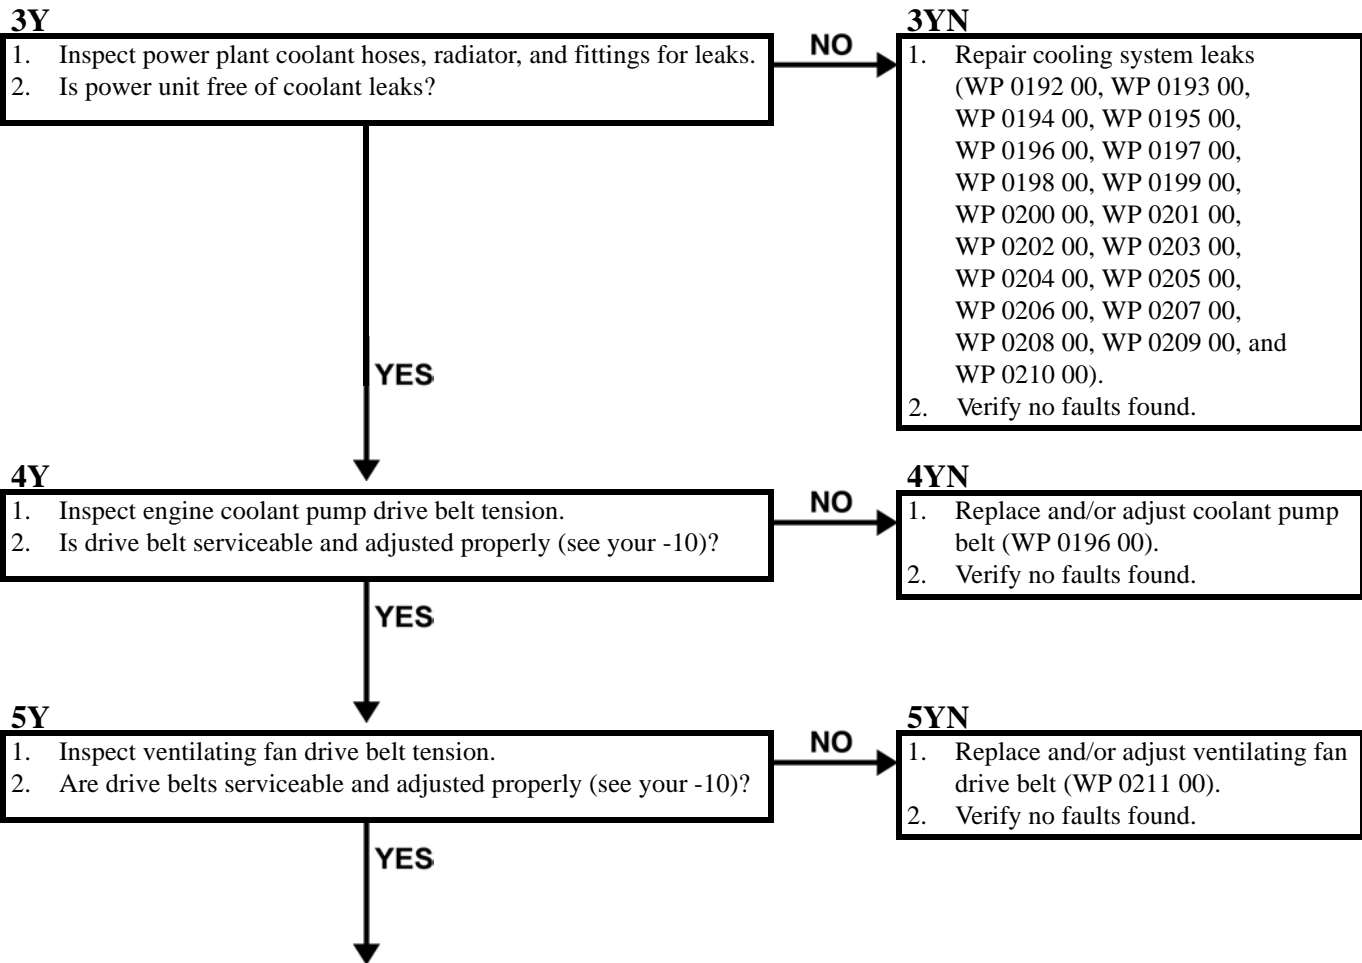 3Y
1. Inspect power plant coolant hoses, radiator, and fittings for leaks.
2. Is power unit free of coolant leaks?
NO
3YN
1. Repair cooling system leaks
(WP 0192 00, WP 0193 00,
WP 0194 00, WP 0195 00,
WP 0196 00, WP 0197 00,
WP 0198 00, WP 0199 00,
WP 0200 00, WP 0201 00,
WP 0202 00, WP 0203 00,
WP 0204 00, WP 0205 00,
WP 0206 00, WP 0207 00,
WP 0208 00, WP 0209 00, and
WP 0210 00).
2. Verify no faults found.
YES
4Y
1. Inspect engine coolant pump drive belt tension.
2. Is drive belt serviceable and adjusted properly (see your -10)?
NO
4YN
1. Replace and/or adjust coolant pump
belt (WP 0196 00).
2. Verify no faults found.
YES
5Y
1. Inspect ventilating fan drive belt tension.
2. Are drive belts serviceable and adjusted properly (see your -10)?
NO
5YN
1. Replace and/or adjust ventilating fan
drive belt (WP 0211 00).
2. Verify no faults found.
YES